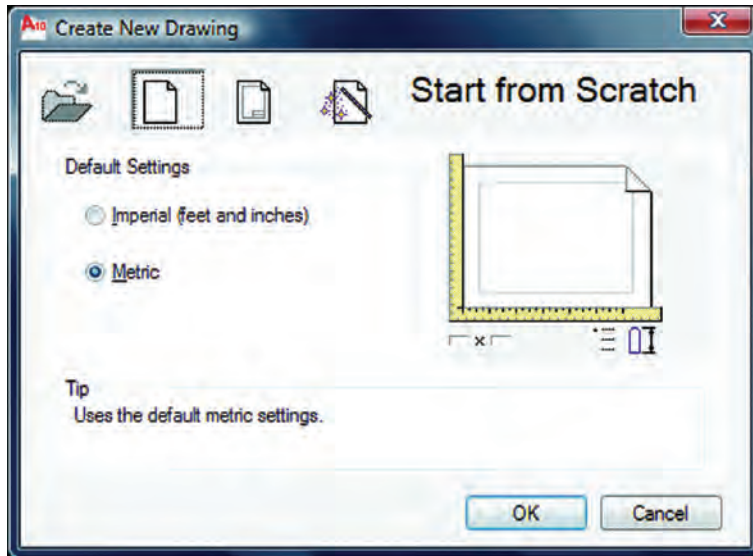 A10 Create New Drawing
Start from Scratch
Default Settings
Imperial (feet and inches)
Metric
Tip
Uses the default metric settings.
OK Cancel